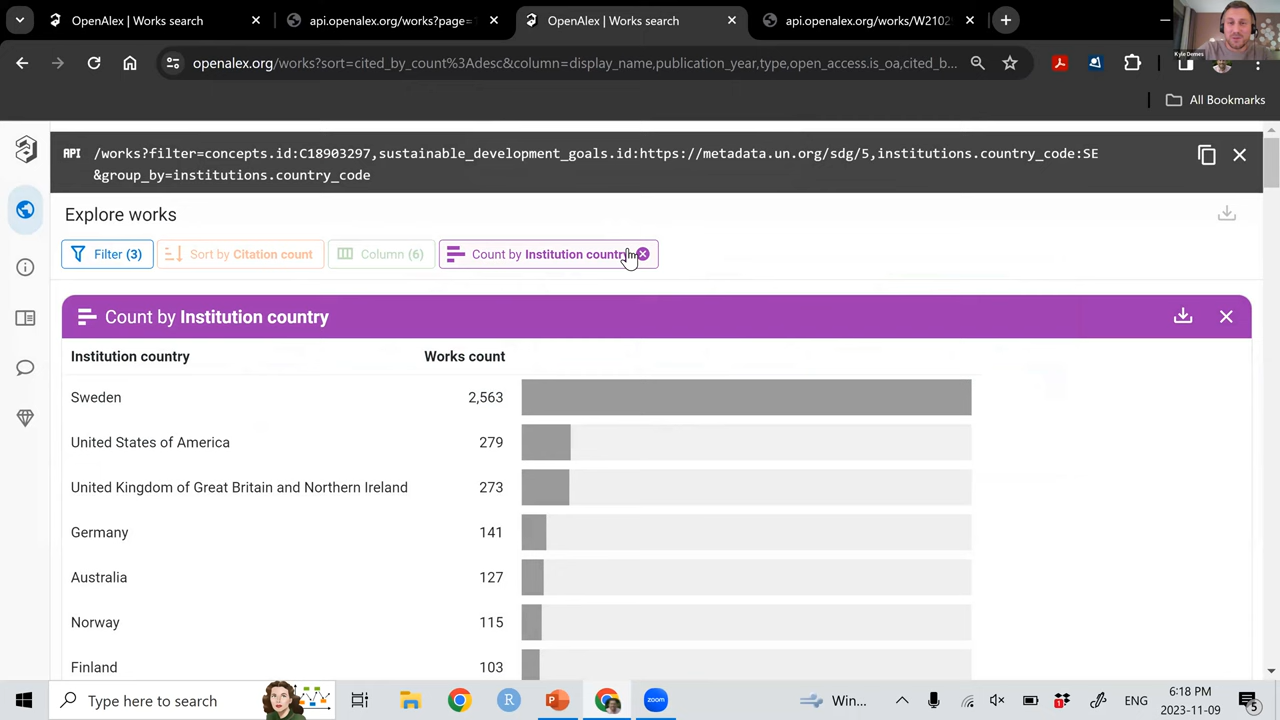 OpenAlex | Works search
api.openalex.org/works?page=
OpenAlex | Works search
api.openalex.org/works/W2102
Kyle Demes
openalex.org/works?sort=cited_by_count%3Adesc&column=display_name,publication_year,type,open_access.is_oa,cited_b...
All Bookmarks
API /works?filter=concepts.id:C18903297,sustainable_development_goals.id:https://metadata.un.org/sdg/5,institutions.country_code:SE
&group_by=institutions.country_code
Explore works
Filter (3) Sort by Citation count Column (6) Count by Institution country
Count by Institution country
Institution country Works count
Sweden 2,563
United States of America 279
United Kingdom of Great Britain and Northern Ireland 273
Germany 141
Australia 127
Norway 115
Finland 103
Type here to search
R
zoom
Win...
ENG
6:18 PM
2023-11-09
5